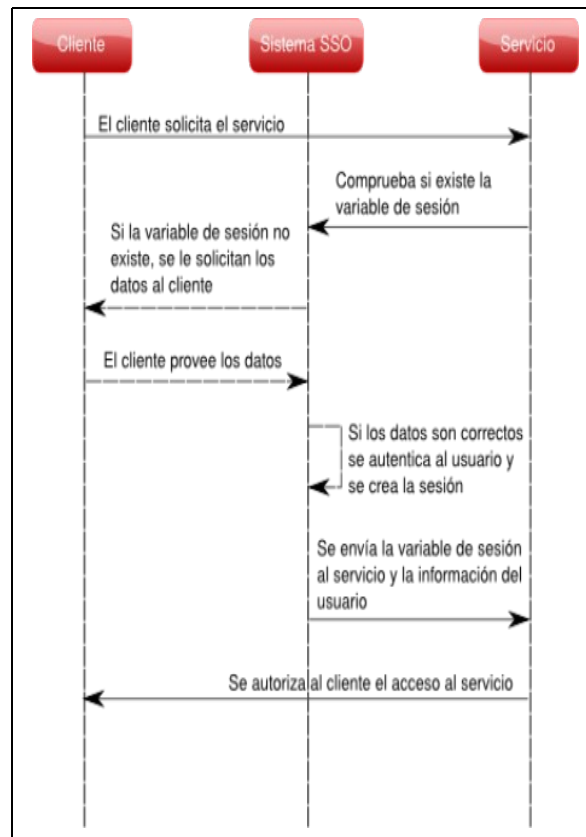 Cliente
Sistema SSO
Servicio
El cliente solicita el servicio
Comprueba si existe la
variable de sesión
Si la variable de sesión no
existe, se le solicitan los
datos al cliente
El cliente provee los datos
Si los datos son correctos
se autentica al usuario y
se crea la sesión
Se envía la variable de sesión
al servicio y la información del
usuario
Se autoriza al cliente el acceso al servicio